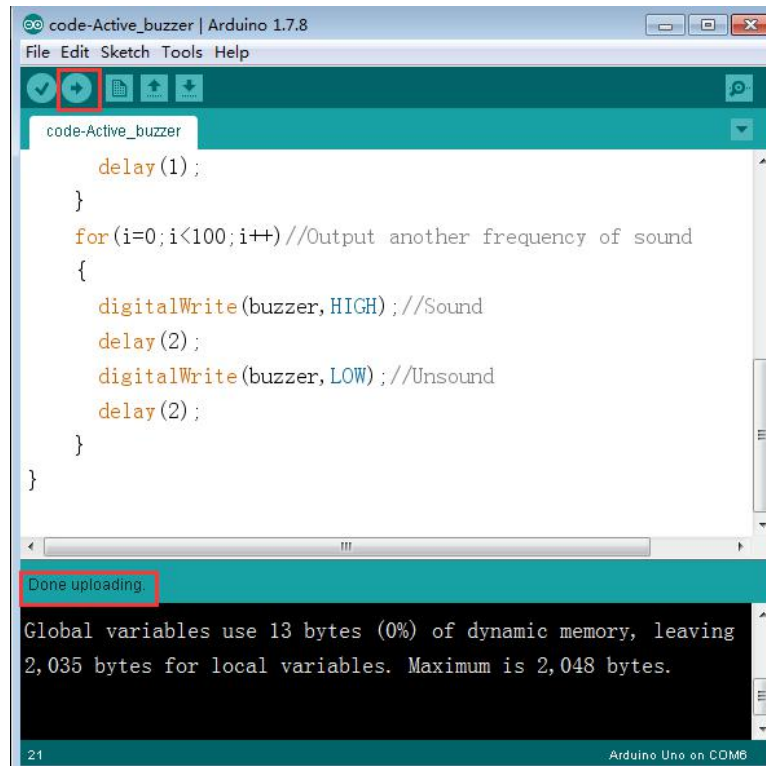 code-Active_buzzer | Arduino 1.7.8
File Edit Sketch Tools Help
code-Active_buzzer
delay(1);
}
for(i=0;i<100;i++)//Output another frequency of sound
{
digitalWrite(buzzer,HIGH);//Sound
delay(2);
digitalWrite(buzzer,LOW);//Unsound
delay(2);
}
}
Done uploading.
Global variables use 13 bytes (0%) of dynamic memory, leaving
2,035 bytes for local variables. Maximum is 2,048 bytes.
21 Arduino Uno on COM6